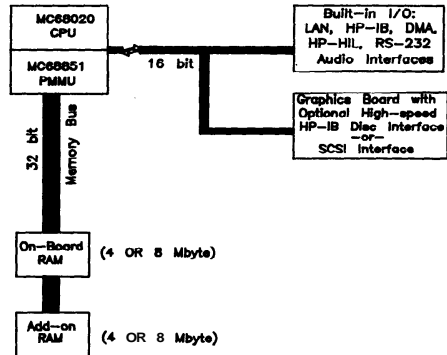 MC68020
CPU
MC68851
PMMU
16 bit
Built-in I/O:
LAN, HP-IB, DMA,
HP-HIL, RS-232
Audio Interfaces
Graphics Board with
Optional High-speed
HP-IB Disc Interface
-or-
SCSI Interface
32 bit
Memory Bus
On-Board
RAM
(4 OR 8 Mbyte)
Add-on
RAM
(4 OR 8 Mbyte)